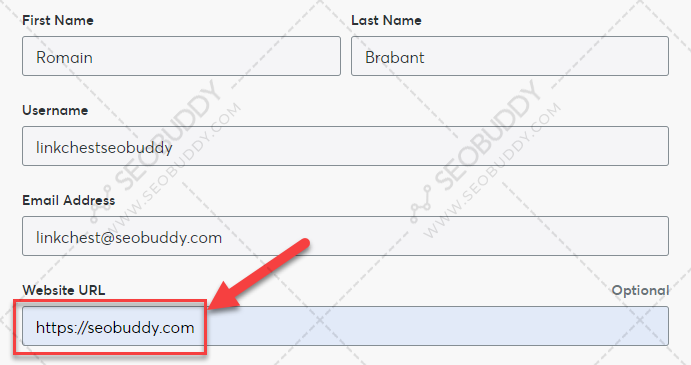 First Name Last Name
Romain Brabant
Username
linkchestseobuddy
Email Address
linkchest@seobuddy.com
Website URL Optional
https://seobuddy.com
SEOBUDDY
WWW.SEOBUDDY.COM
SEOBUDDY
WWW.SEOBUDDY.COM